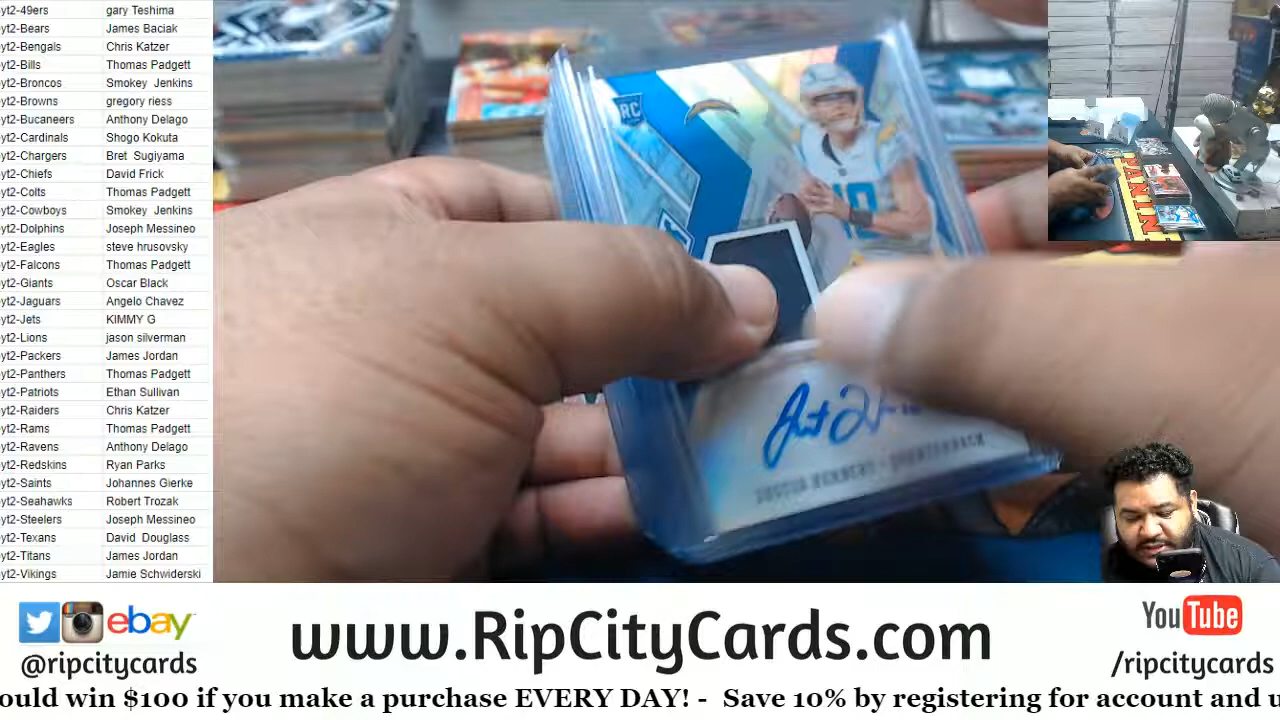 yt2-49ers gary Teshima
yt2-Bears James Baciak
yt2-Bengals Chris Katzer
yt2-Bills Thomas Padgett
yt2-Broncos Smokey Jenkins
yt2-Browns gregory riess
yt2-Bucaneers Anthony Delago
yt2-Cardinals Shogo Kokuta
yt2-Chargers Bret Sugiyama
yt2-Chiefs David Frick
yt2-Colts Thomas Padgett
yt2-Cowboys Smokey Jenkins
yt2-Dolphins Joseph Messineo
yt2-Eagles steve hrusovsky
yt2-Falcons Thomas Padgett
yt2-Giants Oscar Black
yt2-Jaguars Angelo Chavez
yt2-Jets KIMMY G
yt2-Lions jason silverman
yt2-Packers James Jordan
yt2-Panthers Thomas Padgett
yt2-Patriots Ethan Sullivan
yt2-Raiders Chris Katzer
yt2-Rams Thomas Padgett
yt2-Ravens Anthony Delago
yt2-Redskins Ryan Parks
yt2-Saints Johannes Gierke
yt2-Seahawks Robert Trozak
yt2-Steelers Joseph Messineo
yt2-Texans David Douglass
yt2-Titans James Jordan
yt2-Vikings Jamie Schwiderski
RC
10
PANINI
ebay
@ripcitycards
www.RipCityCards.com
YouTube
/ripcitycards
ould win $100 if you make a purchase EVERY DAY! - Save 10% by registering for account and u